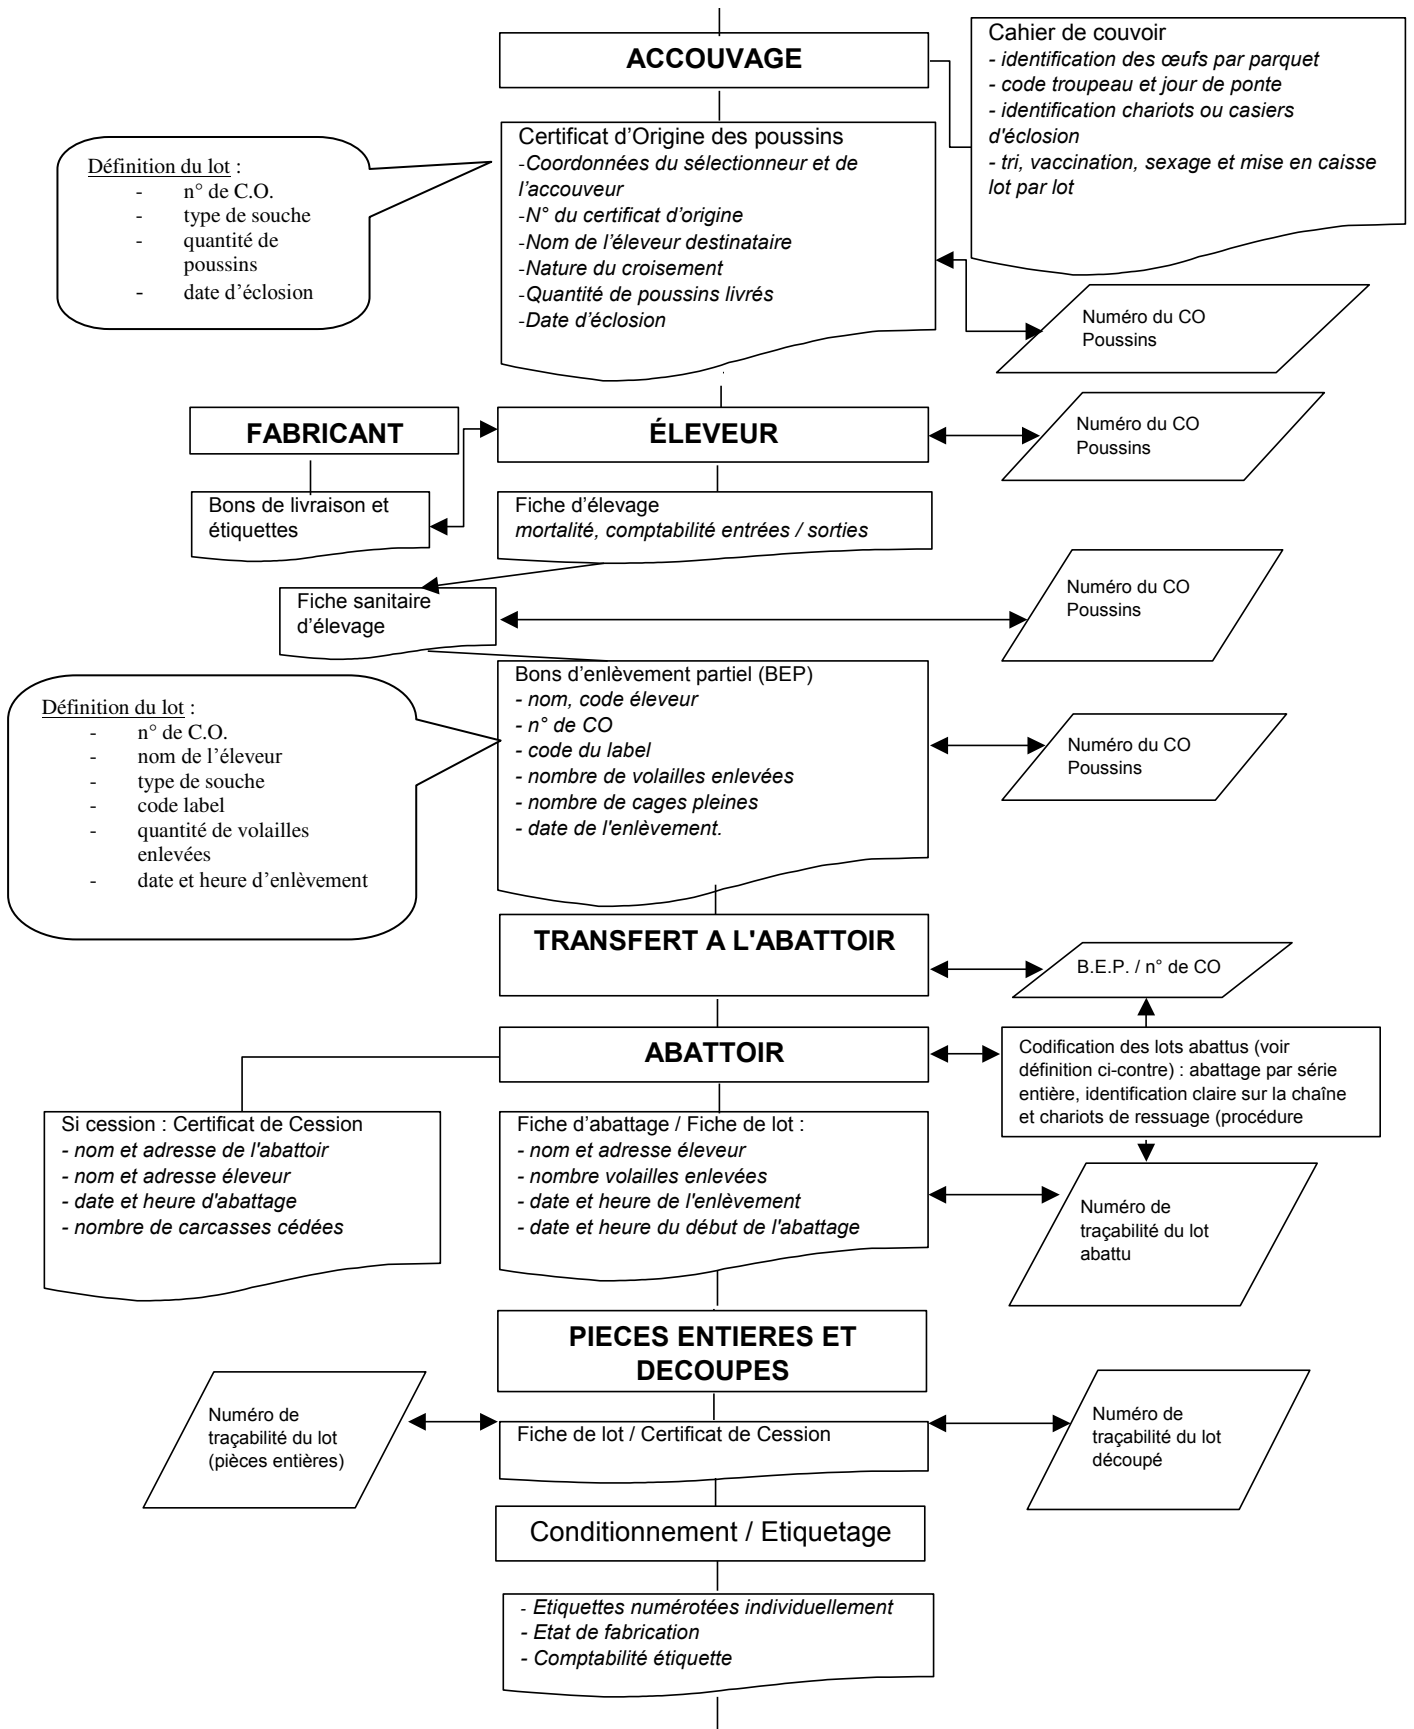 ACCOUVAGE
Cahier de couvoir
- identification des œufs par parquet
- code troupeau et jour de ponte
- identification chariots ou casiers
d'éclosion
- tri, vaccination, sexage et mise en caisse
lot par lot
Certificat d'Origine des poussins
-Coordonnées du sélectionneur et de
l'accouveur
-N° du certificat d'origine
-Nom de l'éleveur destinataire
-Nature du croisement
-Quantité de poussins livrés
-Date d'éclosion
Définition du lot :
- n° de C.O.
- type de souche
- quantité de
poussins
- date d'éclosion
Numéro du CO
Poussins
FABRICANT
ÉLEVEUR
Numéro du CO
Poussins
Bons de livraison et
étiquettes
Fiche d'élevage
mortalité, comptabilité entrées / sorties
Fiche sanitaire
d'élevage
Numéro du CO
Poussins
Bons d'enlèvement partiel (BEP)
- nom, code éleveur
- n° de CO
- code du label
- nombre de volailles enlevées
- nombre de cages pleines
- date de l'enlèvement.
Définition du lot :
- n° de C.O.
- nom de l'éleveur
- type de souche
- code label
- quantité de volailles
enlevées
- date et heure d'enlèvement
Numéro du CO
Poussins
TRANSFERT A L'ABATTOIR
B.E.P. / n° de CO
ABATTOIR
Codification des lots abattus (voir
définition ci-contre) : abattage par série
entière, identification claire sur la chaîne
et chariots de ressuage (procédure
Si cession : Certificat de Cession
- nom et adresse de l'abattoir
- nom et adresse éleveur
- date et heure d'abattage
- nombre de carcasses cédées
Fiche d'abattage / Fiche de lot :
- nom et adresse éleveur
- nombre volailles enlevées
- date et heure de l'enlèvement
- date et heure du début de l'abattage
Numéro de
traçabilité du lot
abattu
PIECES ENTIERES ET
DECOUPES
Numéro de
traçabilité du lot
(pièces entières)
Fiche de lot / Certificat de Cession
Numéro de
traçabilité du lot
découpé
Conditionnement / Etiquetage
- Etiquettes numérotées individuellement
- Etat de fabrication
- Comptabilité étiquette